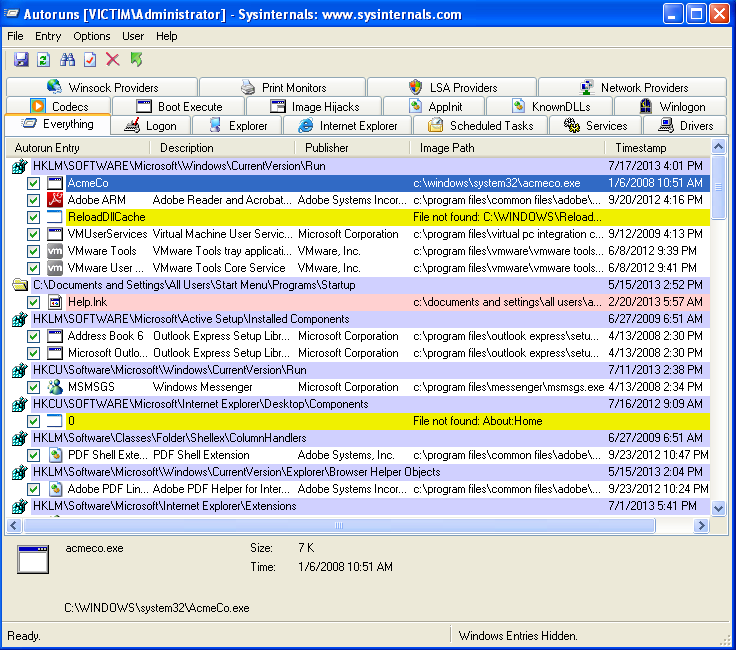 Autoruns [VICTIM\Administrator] - Sysinternals: www.sysinternals.com
File Entry Options User Help
Winsock Providers Print Monitors LSA Providers Network Providers
Codecs Boot Execute Image Hijacks AppInit KnownDLLs Winlogon
Everything Logon Explorer Internet Explorer Scheduled Tasks Services Drivers
Autorun Entry Description Publisher Image Path Timestamp
HKLM\SOFTWARE\Microsoft\Windows\CurrentVersion\Run 7/17/2013 4:01 PM
AcmeCo c:\windows\system32\acmeco.exe 1/6/2008 10:51 AM
Adobe ARM Adobe Reader and Acrobat... Adobe Systems Incor... c:\program files\common files\adobe\... 9/20/2012 4:16 PM
ReloadDllCache File not found: C:\WINDOWS\Reload...
VMUserServices Virtual Machine User Servic... Microsoft Corporation c:\program files\virtual pc integration c... 9/12/2009 4:13 PM
VMware Tools VMware Tools tray applicati... VMware, Inc. c:\program files\vmware\vmware tools... 6/8/2012 9:39 PM
VMware User ... VMware Tools Core Service VMware, Inc. c:\program files\vmware\vmware tools... 6/8/2012 9:41 PM
C:\Documents and Settings\All Users\Start Menu\Programs\Startup 5/15/2013 2:52 PM
Help.lnk c:\documents and settings\all users\a... 2/20/2013 5:57 AM
HKLM\SOFTWARE\Microsoft\Active Setup\Installed Components 6/27/2009 6:51 AM
Address Book 6 Outlook Express Setup Libr... Microsoft Corporation c:\program files\outlook express\setu... 4/13/2008 2:30 PM
Microsoft Outlo... Outlook Express Setup Libr... Microsoft Corporation c:\program files\outlook express\setu... 4/13/2008 2:30 PM
HKCU\SOFTWARE\Microsoft\Windows\CurrentVersion\Run 7/11/2013 2:38 PM
MSMSGS Windows Messenger Microsoft Corporation c:\program files\messenger\msmsgs.exe 4/13/2008 2:34 PM
HKCU\SOFTWARE\Microsoft\Internet Explorer\Desktop\Components 7/16/2012 9:09 AM
0 File not found: About:Home
HKLM\Software\Classes\Folder\Shellex\ColumnHandlers 6/27/2009 6:51 AM
PDF Shell Exte... PDF Shell Extension Adobe Systems, Inc. c:\program files\common files\adobe\... 9/23/2012 10:47 PM
HKLM\Software\Microsoft\Windows\CurrentVersion\Explorer\Browser Helper Objects 5/15/2013 2:04 PM
Adobe PDF Lin... Adobe PDF Helper for Inter... Adobe Systems Incor... c:\program files\common files\adobe\... 9/23/2012 10:24 PM
HKLM\Software\Microsoft\Internet Explorer\Extensions 7/1/2013 5:41 PM
acmeco.exe Size: 7 K
Time: 1/6/2008 10:51 AM
C:\WINDOWS\system32\AcmeCo.exe
Ready. Windows Entries Hidden.